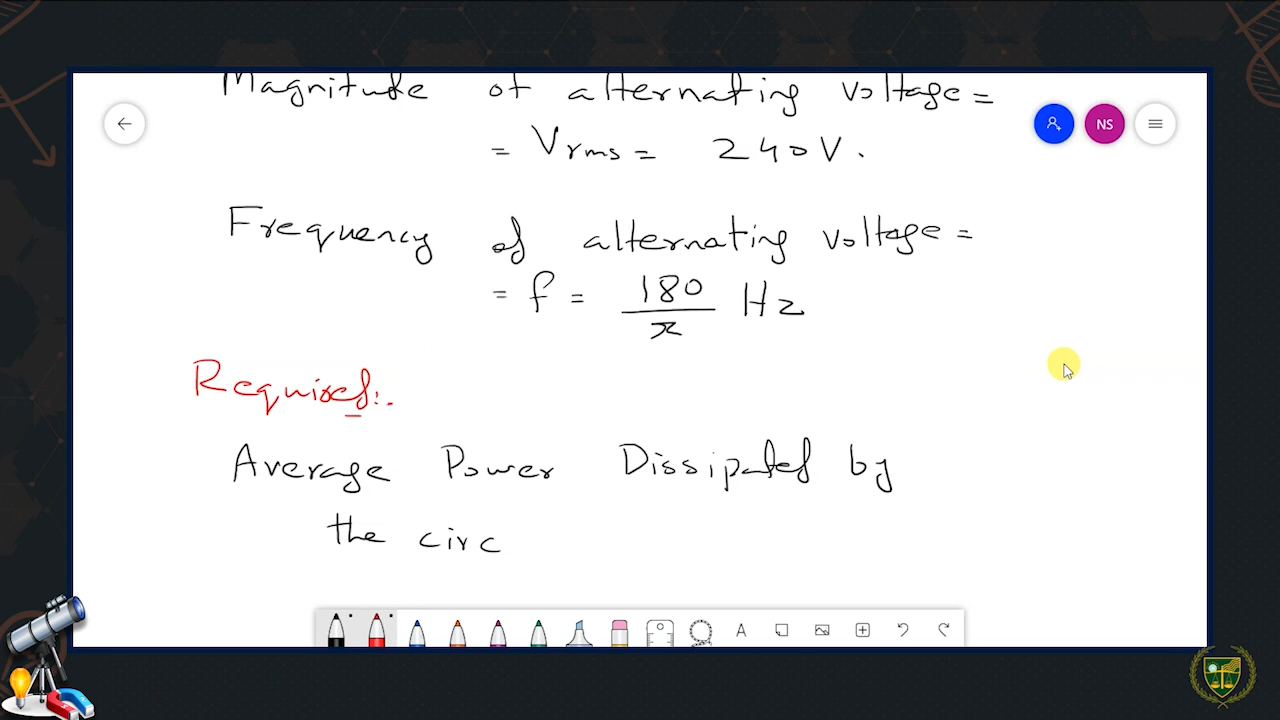 Magnitude of alternating voltage =
= Vrms = 240V.
NS
Frequency of alternating voltage =
= f = 180/π Hz
Required:.
Average Power Dissipated by
the circ
A